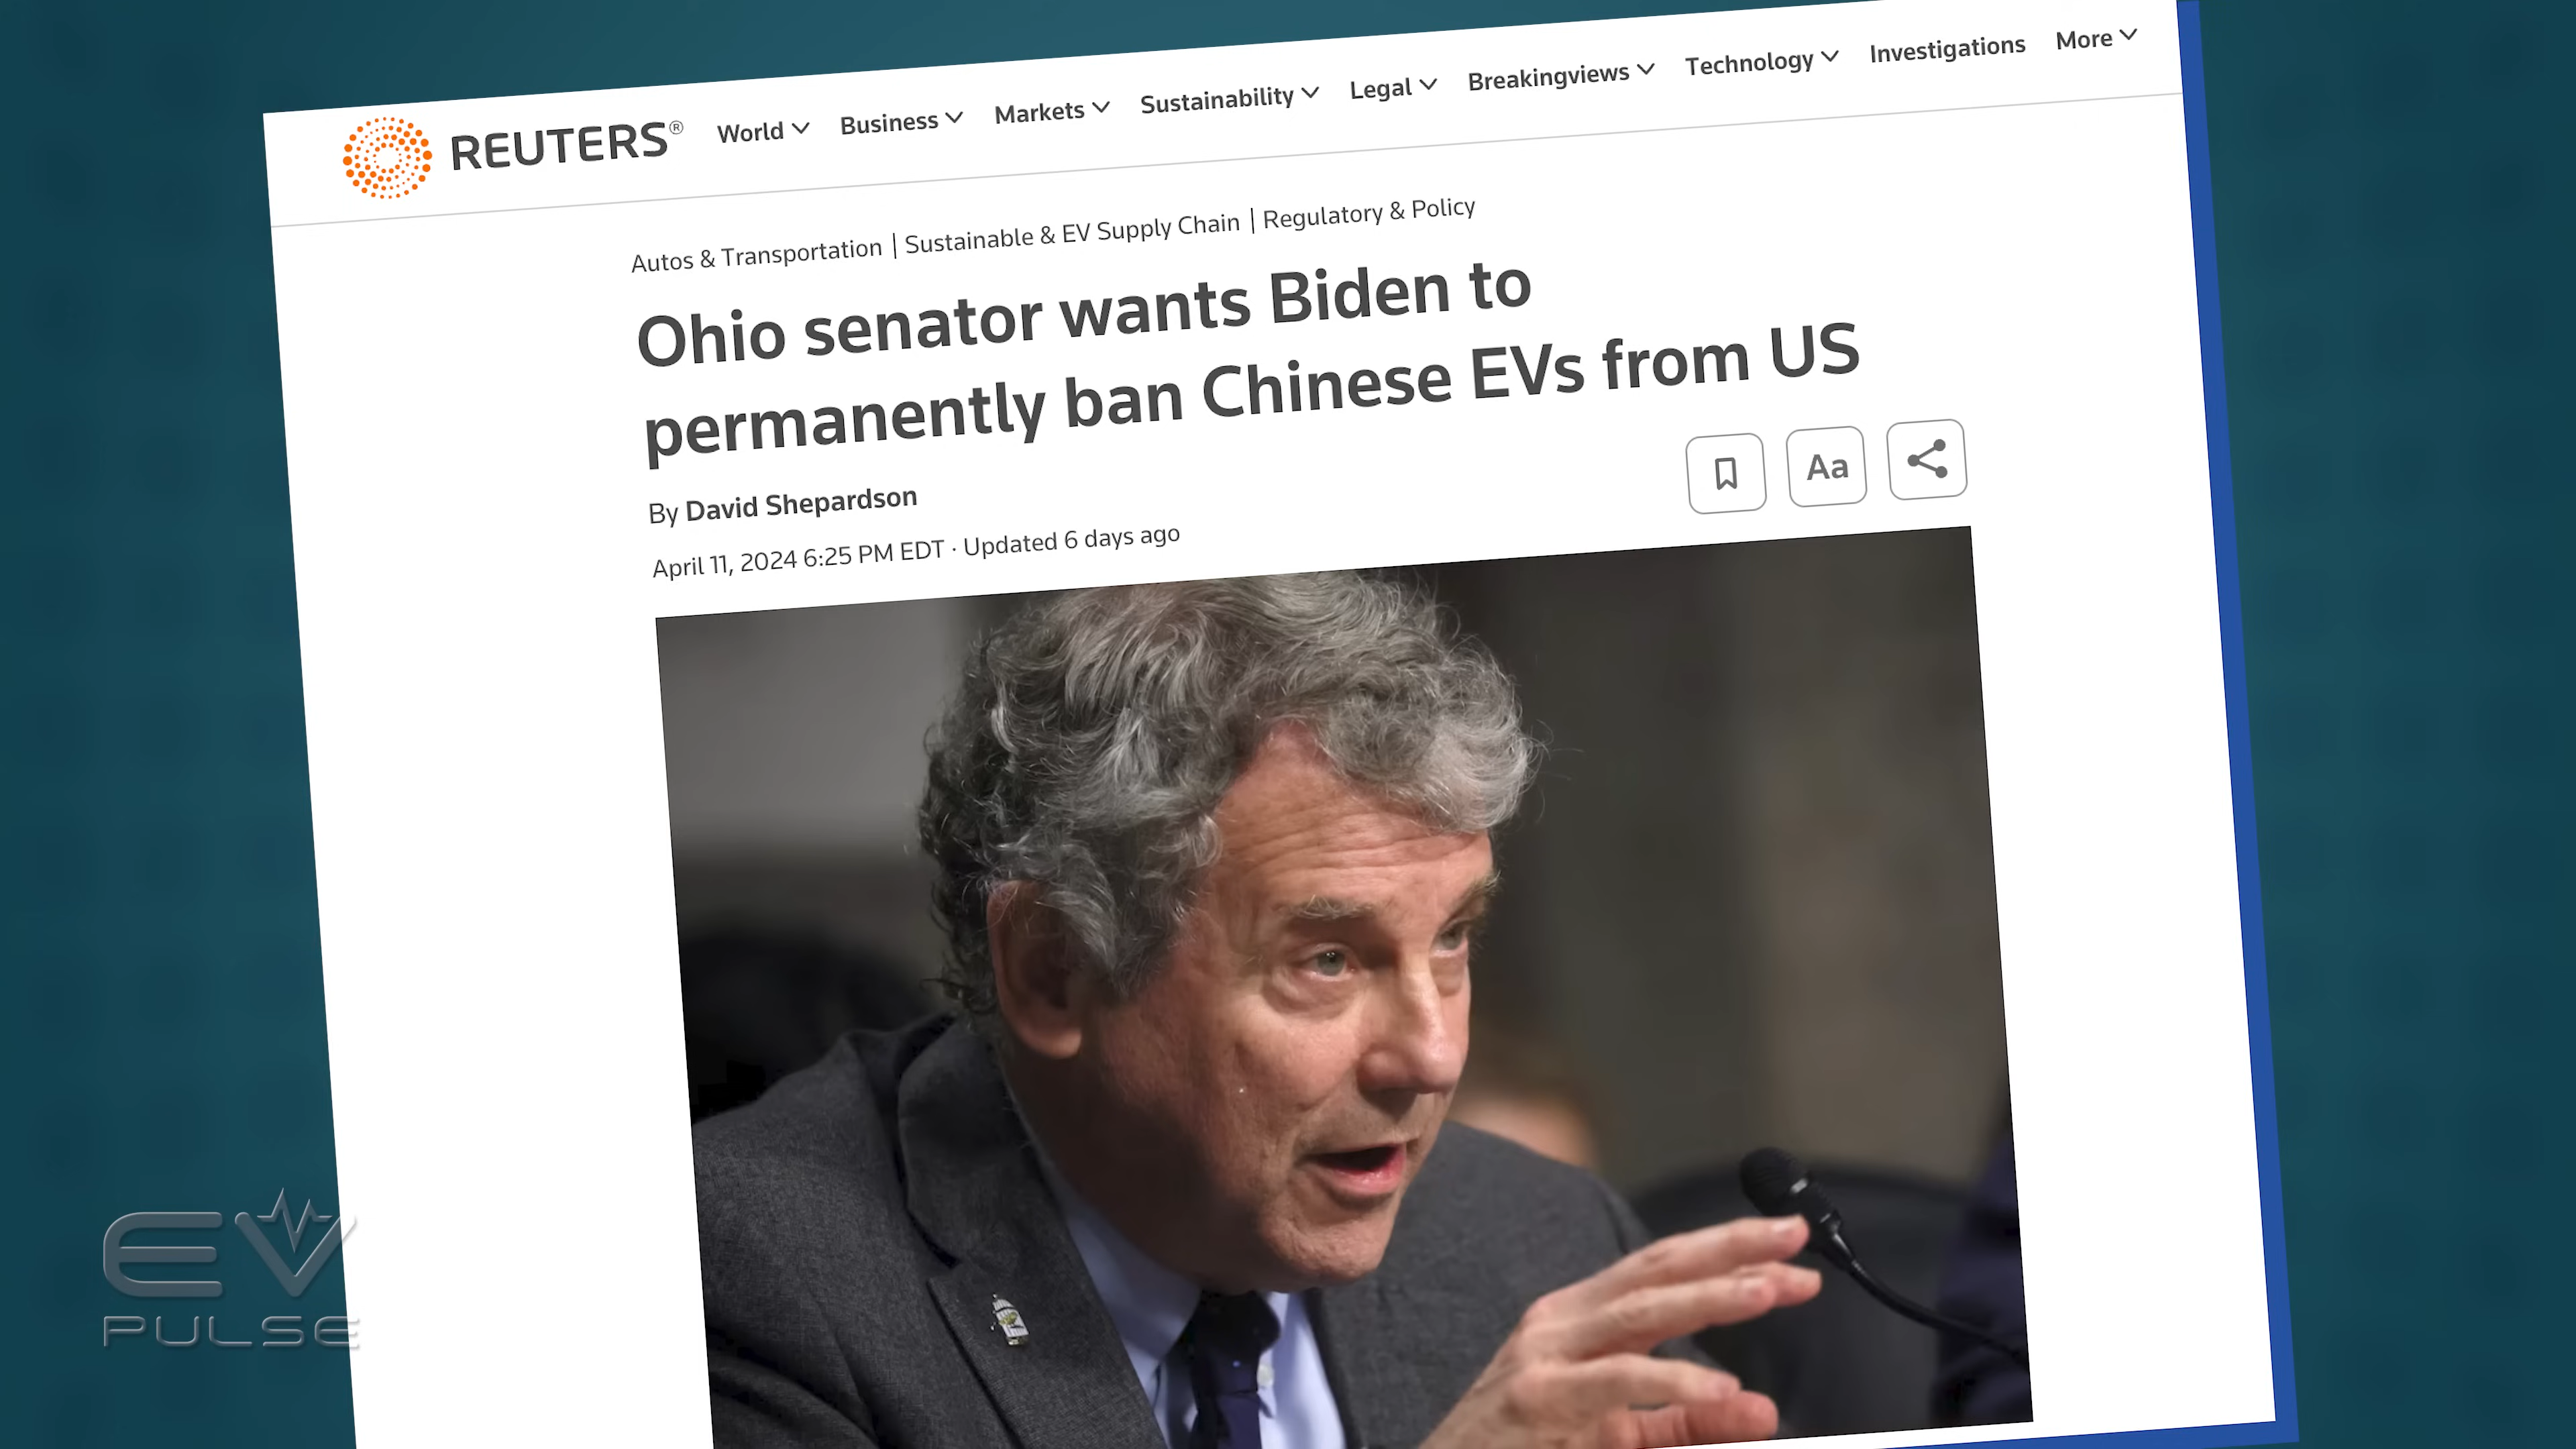 REUTERS®
World Business Markets Sustainability Legal Breakingviews Technology Investigations More
Autos & Transportation | Sustainable & EV Supply Chain | Regulatory & Policy
Ohio senator wants Biden to
permanently ban Chinese EVs from US
By David Shepardson
April 11, 2024 6:25 PM EDT · Updated 6 days ago
Aa
EV
PULSE